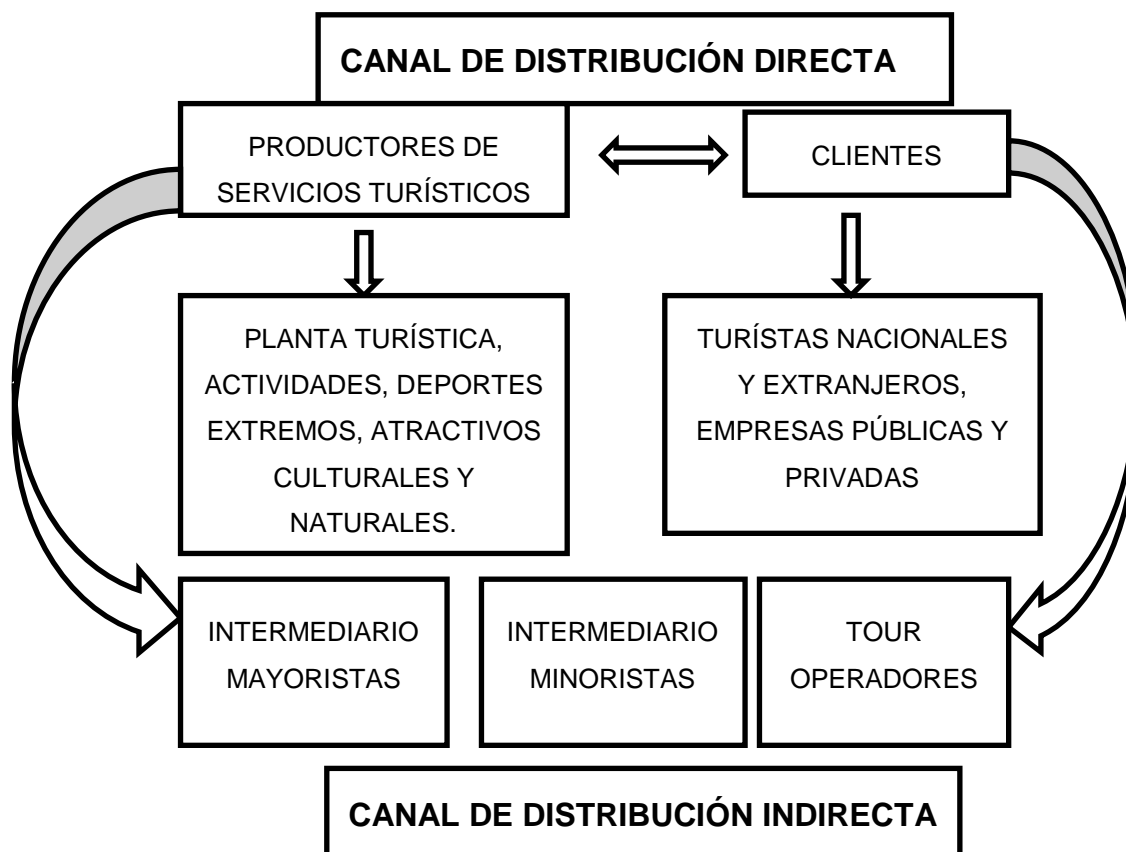 CANAL DE DISTRIBUCIÓN DIRECTA
PRODUCTORES DE
SERVICIOS TURÍSTICOS
CLIENTES
PLANTA TURÍSTICA,
ACTIVIDADES, DEPORTES
EXTREMOS, ATRACTIVOS
CULTURALES Y
NATURALES.
TURÍSTAS NACIONALES
Y EXTRANJEROS,
EMPRESAS PÚBLICAS Y
PRIVADAS
INTERMEDIARIO
MAYORISTAS
INTERMEDIARIO
MINORISTAS
TOUR
OPERADORES
CANAL DE DISTRIBUCIÓN INDIRECTA